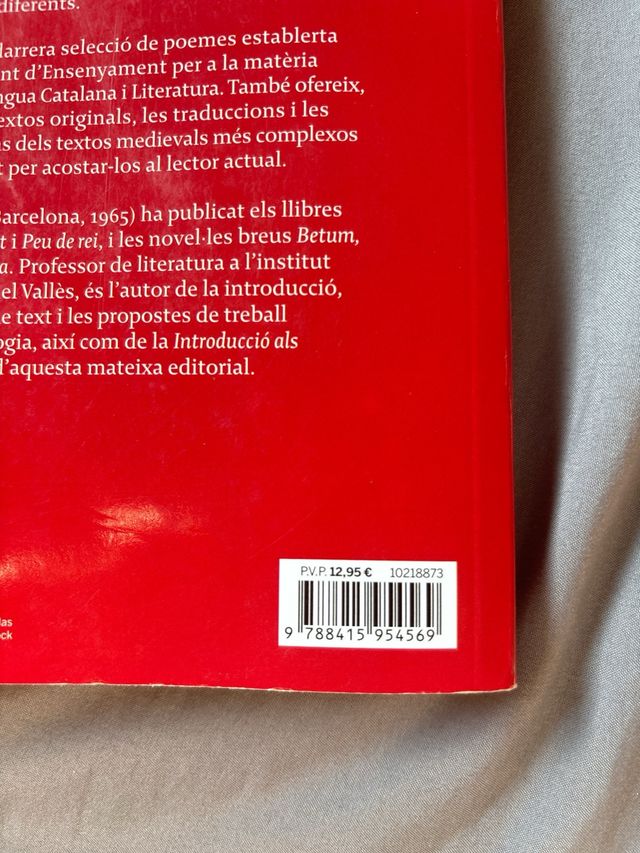 diferents.
darrera selecció de poemes establerta
nt d'Ensenyament per a la matèria
ngua Catalana i Literatura. També ofereix,
extos originals, les traduccions i les
s dels textos medievals més complexos
t per acostar-los al lector actual.
Barcelona, 1965) ha publicat els llibres
t i Peu de rei, i les novel·les breus Betum,
a. Professor de literatura a l'institut
el Vallès, és l'autor de la introducció,
e text i les propostes de treball
ogia, així com de la Introducció als
d'aquesta mateixa editorial.
P.V.P. 12,95 € 10218873
9 788415 954569
las
ck